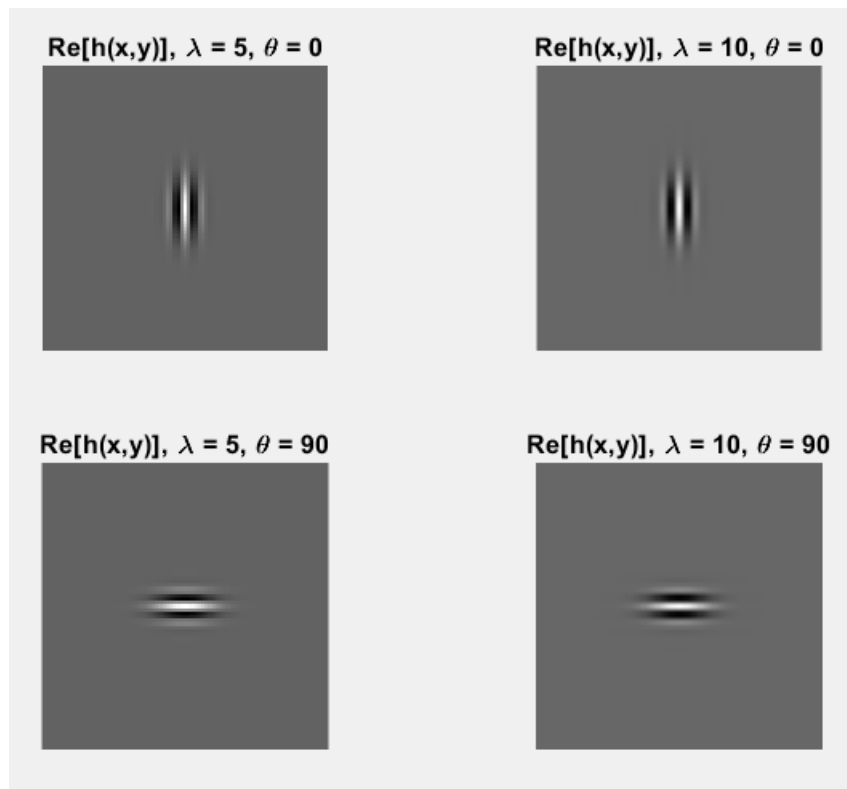 Re[h(x,y)], λ = 5, θ = 0
Re[h(x,y)], λ = 10, θ = 0
Re[h(x,y)], λ = 5, θ = 90
Re[h(x,y)], λ = 10, θ = 90